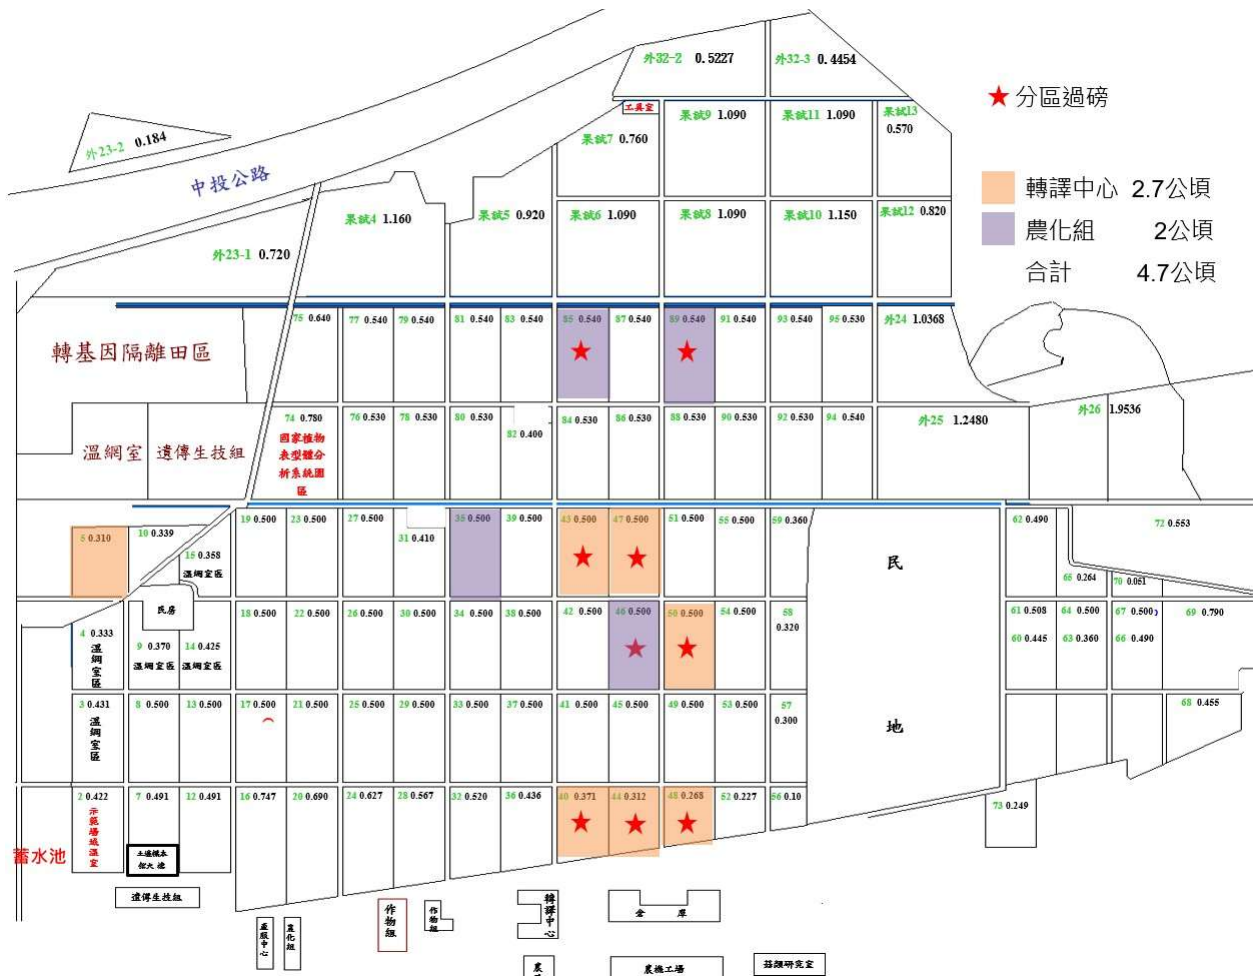 外32-2 0.5227
外32-3 0.4454
★分區過磅
工具室
果試9 1.090
果試11 1.090
果試13
0.570
外23-2 0.184
果試7 0.760
中投公路
轉譯中心 2.7公頃
農化組 2公頃
合計 4.7公頃
果試4 1.160
果試5 0.920
果試6 1.090
果試8 1.090
果試10 1.150
果試12 0.820
外23-1 0.720
75 0.640
77 0.540
79 0.540
81 0.540
83 0.540
85 0.540
87 0.540
89 0.540
91 0.540
93 0.540
95 0.530
外24 1.0368
轉基因隔離田區
74 0.780
76 0.530
78 0.530
80 0.530
82 0.400
84 0.530
86 0.530
88 0.530
90 0.530
92 0.530
94 0.540
外25 1.2480
外26 1.9536
國家植物
表型體分
析系統園
區
溫網室
遺傳生技組
5 0.310
10 0.339
15 0.358
溫網室區
19 0.500
23 0.500
27 0.500
31 0.410
35 0.500
39 0.500
43 0.500
47 0.500
51 0.500
55 0.500
59 0.360
民
地
62 0.490
72 0.553
65 0.264
70 0.051
民房
4 0.333
溫網室區
9 0.370
溫網室區
14 0.425
溫網室區
18 0.500
22 0.500
26 0.500
30 0.500
34 0.500
38 0.500
42 0.500
46 0.500
50 0.500
54 0.500
58
0.320
61 0.508
64 0.500
67 0.500
69 0.790
60 0.445
63 0.360
66 0.490
3 0.431
溫網室區
8 0.500
13 0.500
17 0.500
21 0.500
25 0.500
29 0.500
33 0.500
37 0.500
41 0.500
45 0.500
49 0.500
53 0.500
57
0.300
68 0.455
2 0.422
示範場域溫室
7 0.491
12 0.491
16 0.747
20 0.690
24 0.627
28 0.567
32 0.520
36 0.436
40 0.371
44 0.312
48 0.268
52 0.227
56 0.10
73 0.249
蓄水池
土壤標本
遺傳生技組
農化組
作物組
作物組
轉譯中心
倉庫
農機工場
菇類研究室